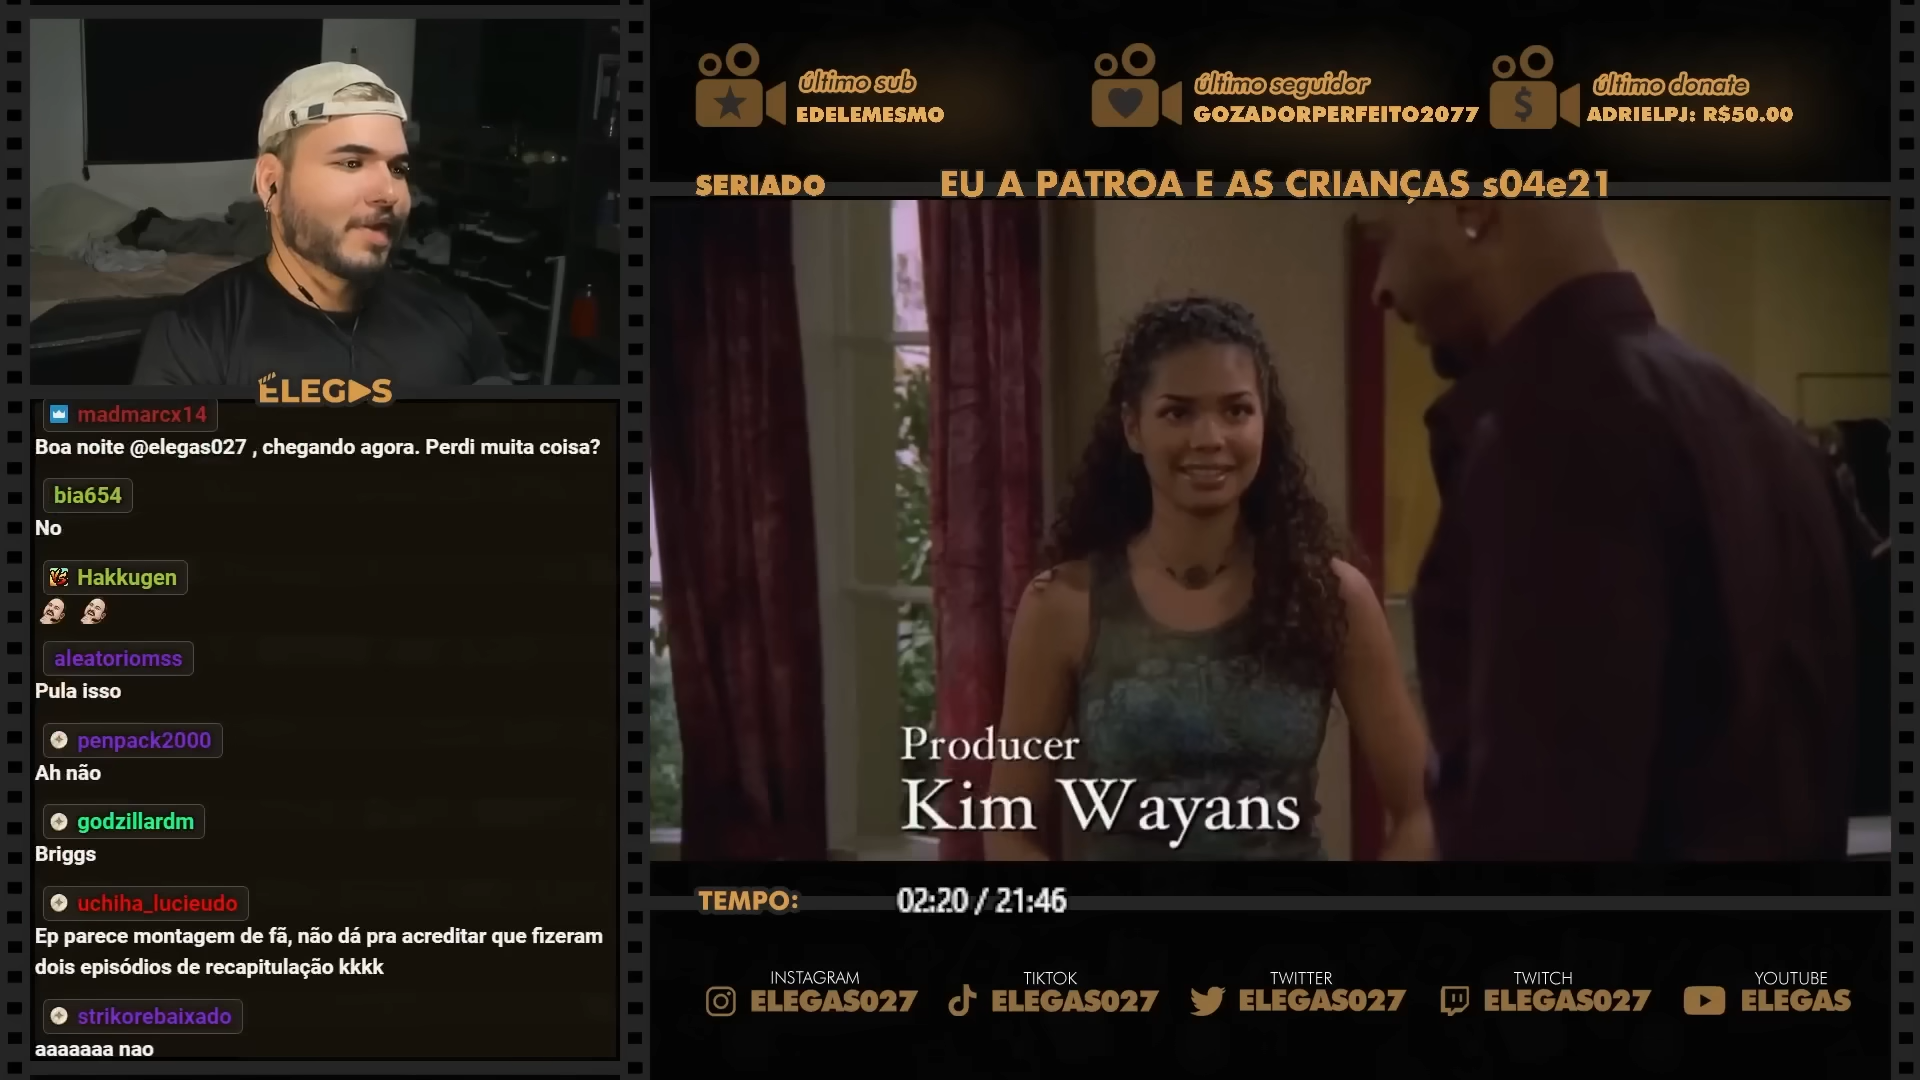 último sub
EDELEMESMO
último seguidor
GOZADORPERFEITO2077
último donate
ADRIELPJ: R$50.00
SERIADO
EU A PATROA E AS CRIANÇAS s04e21
ELEGAS
madmarcx14
Boa noite @elegas027 , chegando agora. Perdi muita coisa?
bia654
No
Hakkugen
aleatoriomss
Pula isso
penpack2000
Ah não
godzillardm
Briggs
uchiha_lucieudo
Ep parece montagem de fã, não dá pra acreditar que fizeram
dois episódios de recapitulação kkkk
strikorebaixado
aaaaaaa nao
Producer
Kim Wayans
TEMPO:
02:20 / 21:46
INSTAGRAM
ELEGAS027
TIKTOK
ELEGAS027
TWITTER
ELEGAS027
TWITCH
ELEGAS027
YOUTUBE
ELEGAS